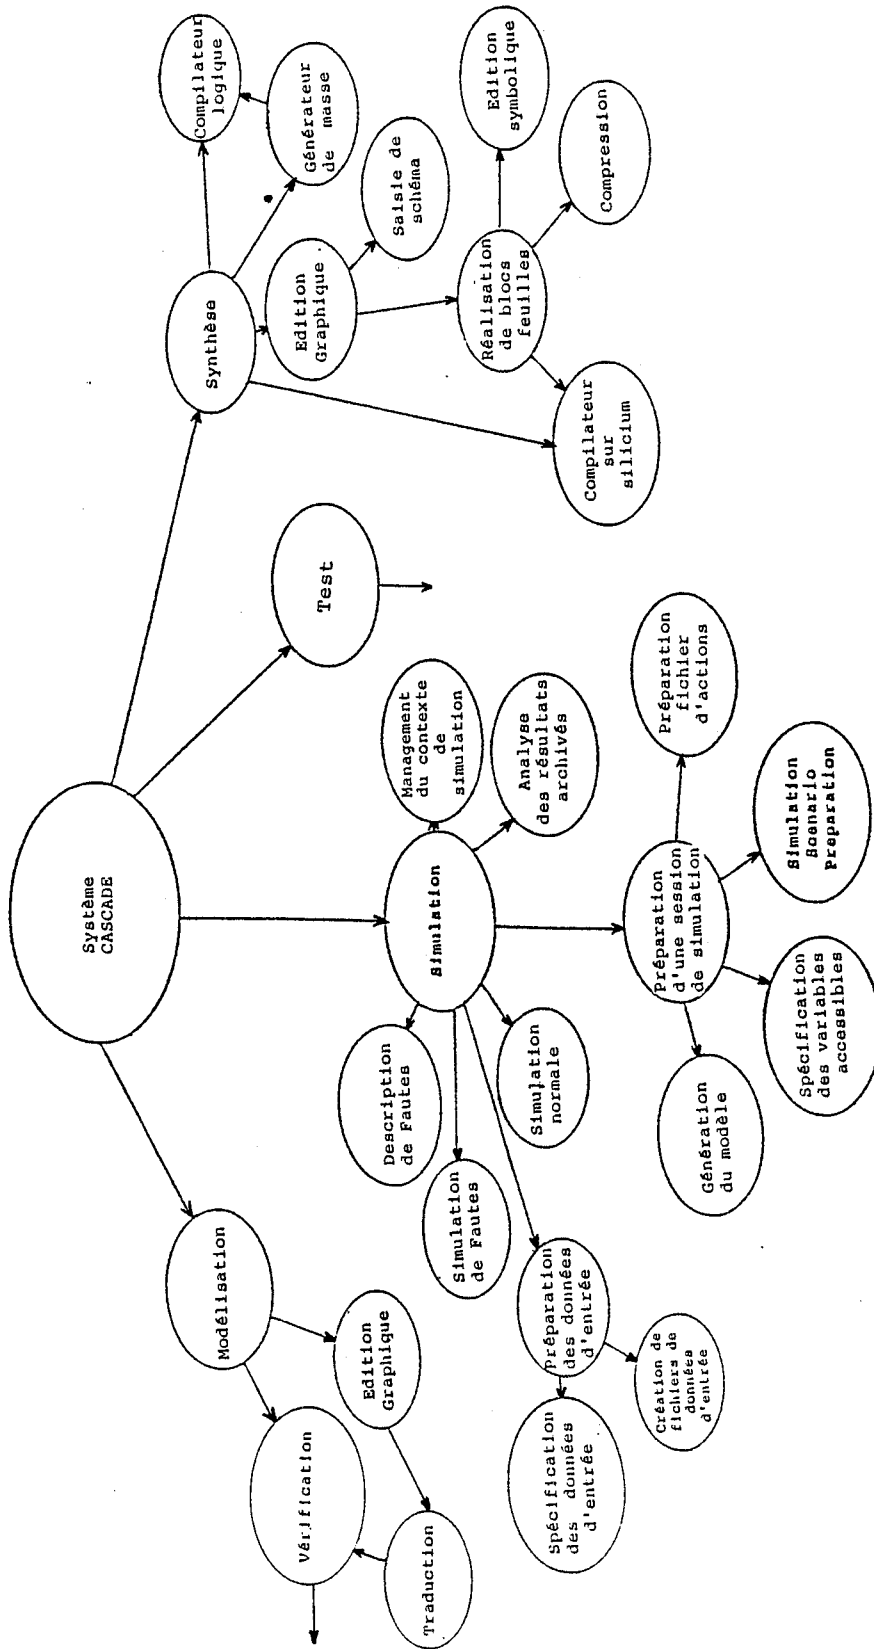 Système
CASCADE
Modélisation
Vérification
Edition
Graphique
Traduction
Simulation
Description
de Fautes
Simulation
de Fautes
Préparation
des données
d'entrée
Spécification
des données
d'entrée
Création de
fichiers de
données
d'entrée
Simulation
normale
Management
du contexte
de
simulation
Analyse
des résultats
archivés
Préparation
d'une session
de simulation
Génération
du modèle
Spécification
des variables
accessibles
Simulation
Scenario
Preparation
Préparation
fichier
d'actions
Test
Synthèse
Compilateur
logique
Générateur
de masse
Edition
Graphique
Saisie de
schéma
Réalisation
de blocs
feuilles
Edition
symbolique
Compression
Compilateur
sur
silicium